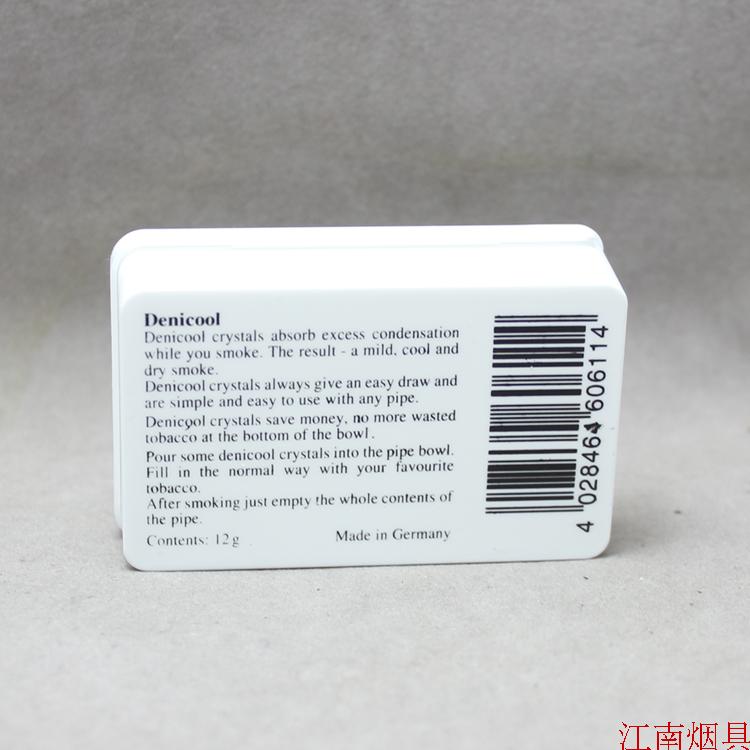 Denicool
Denicool crystals absorb excess condensation
while you smoke. The result - a mild, cool and
dry smoke.
Denicool crystals always give an easy draw and
are simple and easy to use with any pipe.
Denicool crystals save money, no more wasted
tobacco at the bottom of the bowl.
Pour some denicool crystals into the pipe bowl.
Fill in the normal way with your favourite
tobacco.
After smoking just empty the whole contents of
the pipe.
Contents: 12 g Made in Germany
4 028464 606114
江南烟具